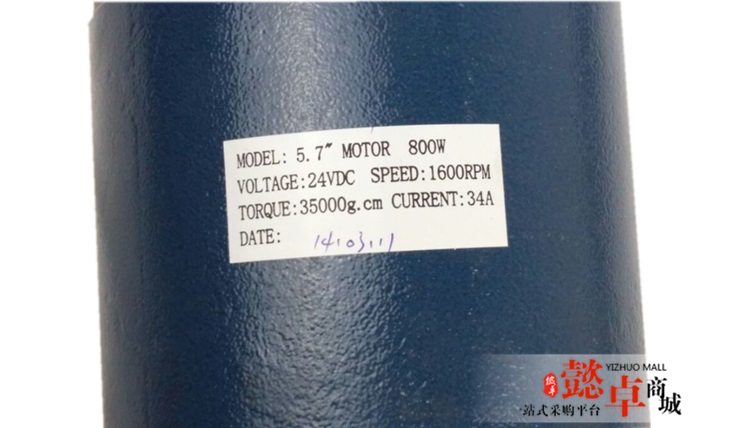 MODEL: 5.7" MOTOR 800W
VOLTAGE:24VDC SPEED:1600RPM
TORQUE:35000g.cm CURRENT:34A
DATE: 14103111
YIZHUO MALL
懿卓商城
一站式采购平台